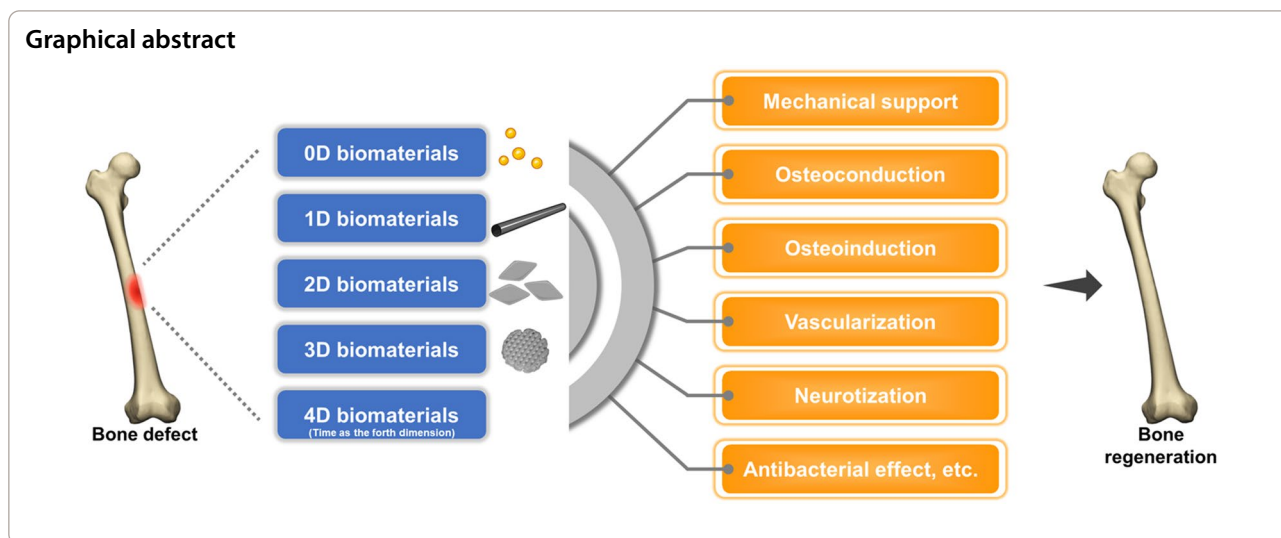 Graphical abstract
Bone defect
0D biomaterials
1D biomaterials
2D biomaterials
3D biomaterials
4D biomaterials
(Time as the forth dimension)
Mechanical support
Osteoconduction
Osteoinduction
Vascularization
Neurotization
Antibacterial effect, etc.
Bone
regeneration